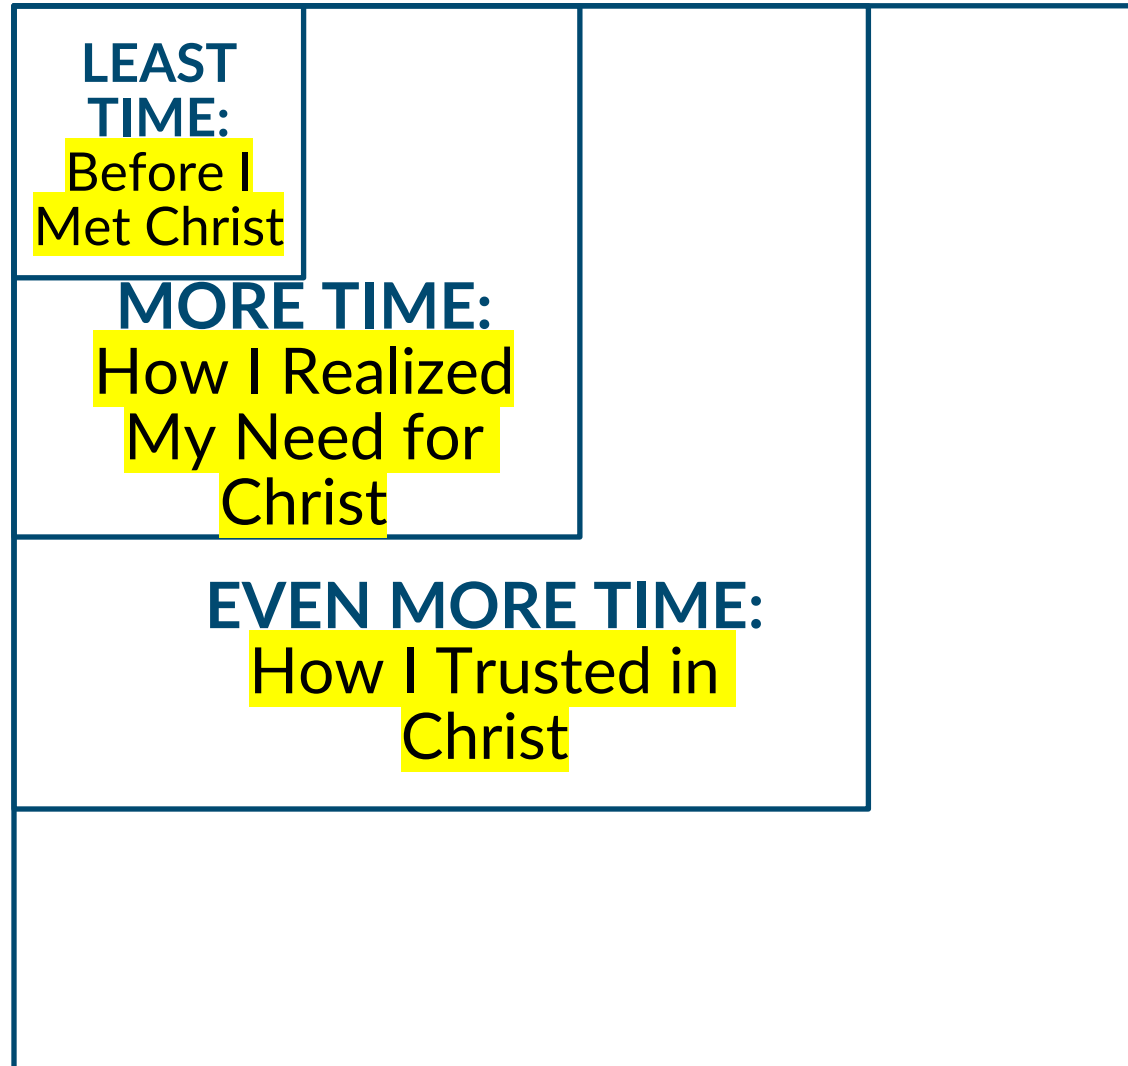 LEAST
TIME:
Before I
Met Christ
MORE TIME:
How I Realized
My Need for
Christ
EVEN MORE TIME:
How I Trusted in
Christ